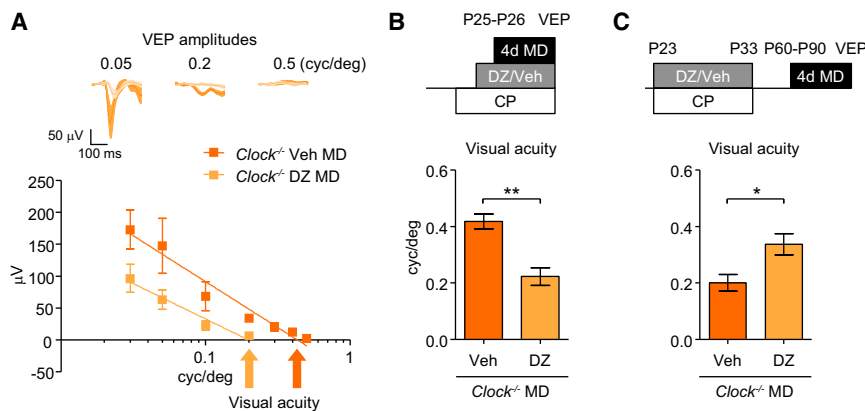 A
VEP amplitudes
0.05 0.2 0.5 (cyc/deg)
50 µV
100 ms
Clock-/- Veh MD
Clock-/- DZ MD
250
200
150
100
50
0
-50
µV
0.1 1
cyc/deg
Visual acuity
B
P25-P26 VEP
4d MD
DZ/Veh
CP
Visual acuity
**
0.6
0.4
0.2
0.0
cyc/deg
Veh DZ
Clock-/- MD
C
P23 P33 P60-P90 VEP
DZ/Veh 4d MD
CP
Visual acuity
*
0.6
0.4
0.2
0.0
Veh DZ
Clock-/- MD